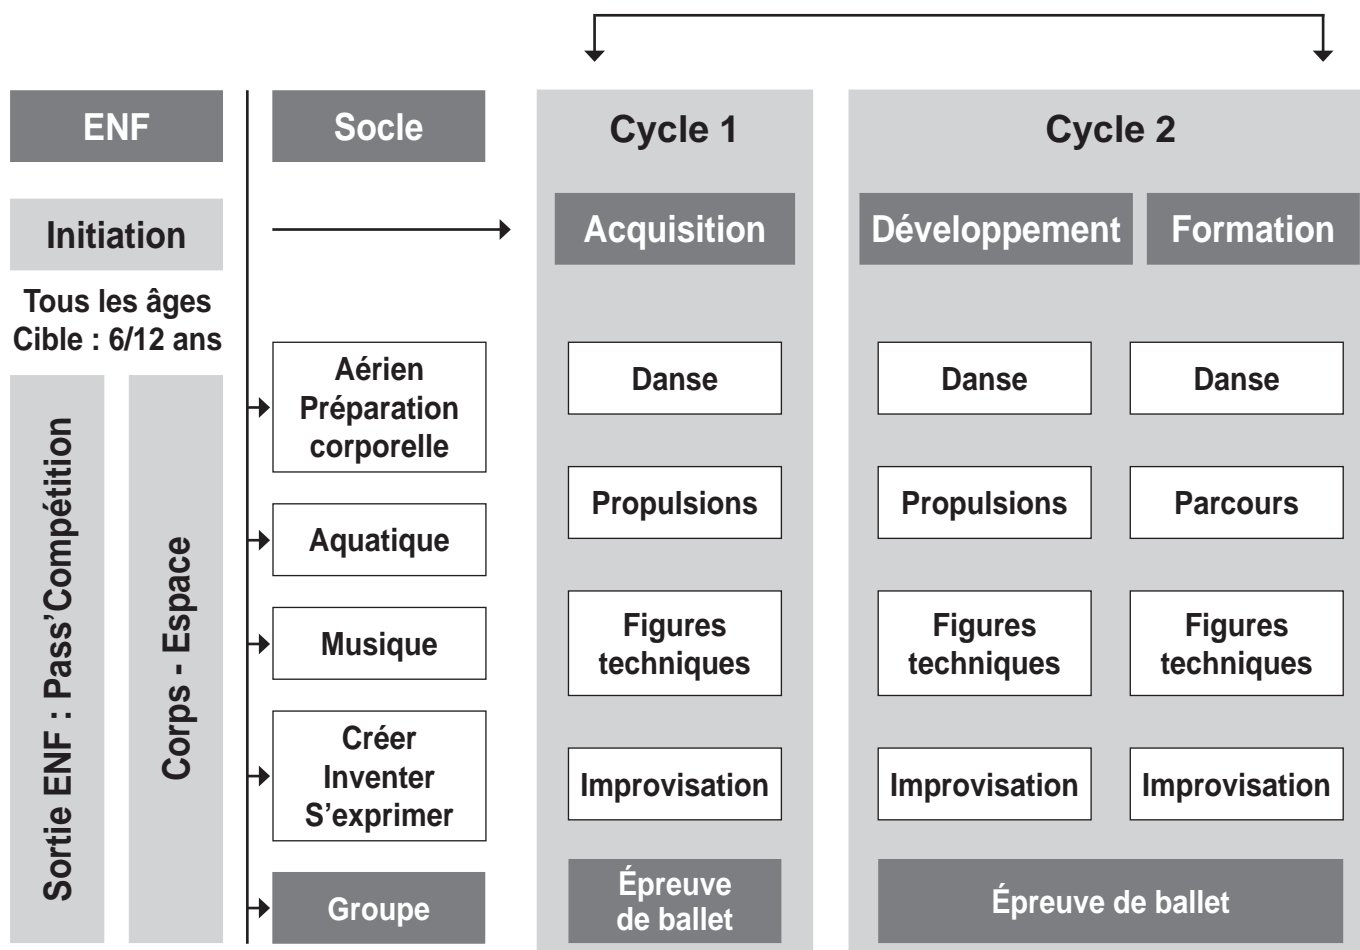 ENF
Initiation
Tous les âges
Cible : 6/12 ans
Sortie ENF : Pass’Compétition
Corps - Espace
Socle
Aérien
Préparation
corporelle
Aquatique
Musique
Créer
Inventer
S’exprimer
Groupe
Cycle 1
Acquisition
Danse
Propulsions
Figures
techniques
Improvisation
Épreuve
de ballet
Cycle 2
Développement
Formation
Danse
Danse
Propulsions
Parcours
Figures
techniques
Figures
techniques
Improvisation
Improvisation
Épreuve de ballet